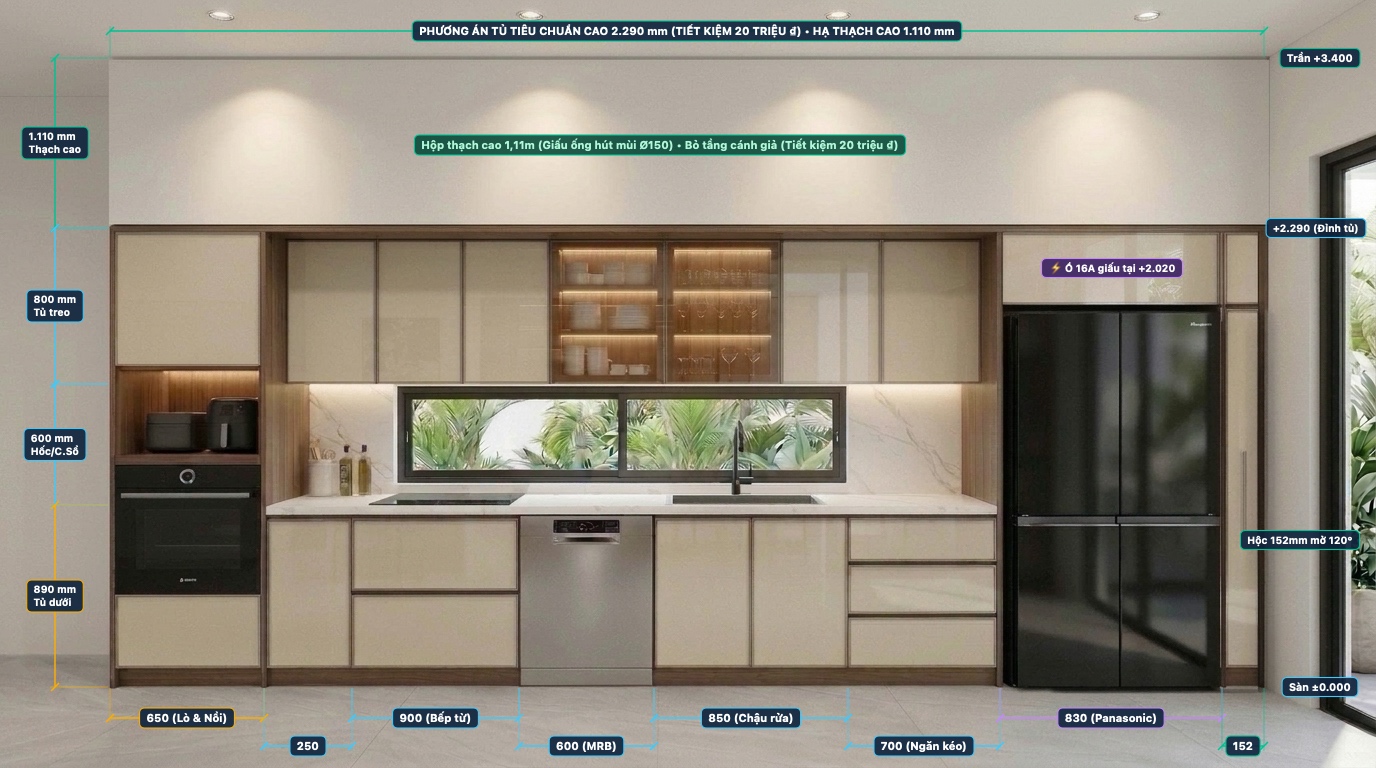 PHƯƠNG ÁN TỦ TIÊU CHUẨN CAO 2.290 mm (TIẾT KIỆM 20 TRIỆU đ) • HẠ THẠCH CAO 1.110 mm
Trần +3.400
1.110 mm
Thạch cao
Hộp thạch cao 1,11m (Giấu ống hút mùi Ø150) • Bỏ tầng cánh giả (Tiết kiệm 20 triệu đ)
+2.290 (Đỉnh tủ)
⚡ Ổ 16A giấu tại +2.020
800 mm
Tủ treo
600 mm
Hốc/C.Sổ
Hộc 152mm mở 120°
890 mm
Tủ dưới
Sàn ±0.000
650 (Lò & Nồi)
900 (Bếp từ)
850 (Chậu rửa)
830 (Panasonic)
250
600 (MRB)
700 (Ngăn kéo)
152